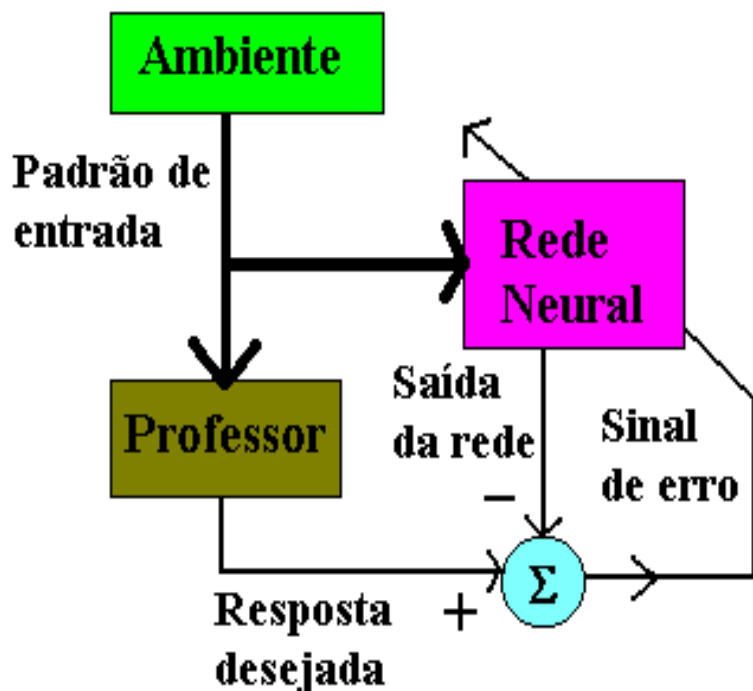 Ambiente
Padrão de
entrada
Rede
Neural
Professor
Saída
da rede
Sinal
de erro
−
Σ
+
Resposta
desejada